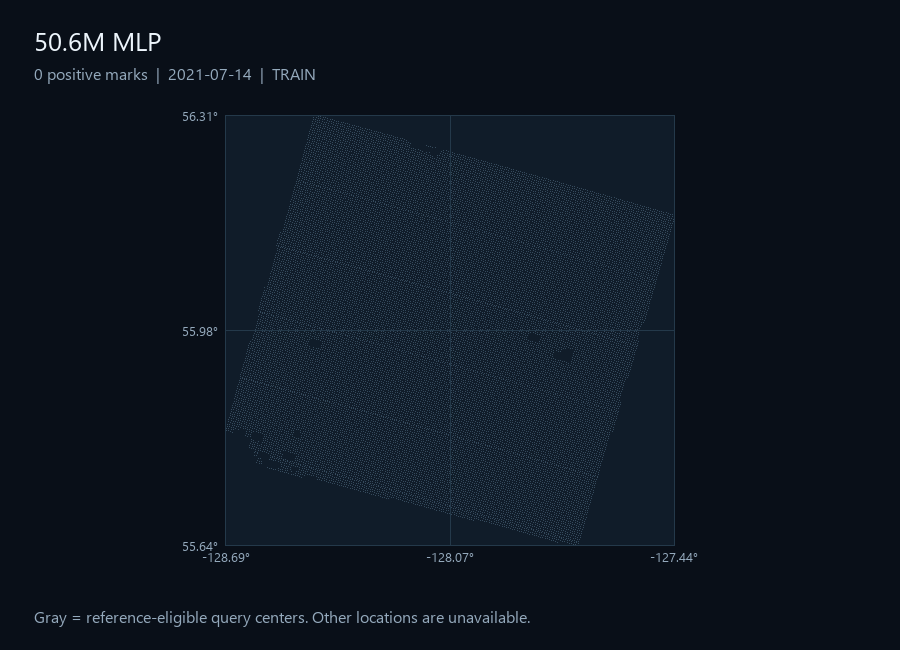 50.6M MLP
0 positive marks | 2021-07-14 | TRAIN
56.31°
55.98°
55.64°
-128.69°
-128.07°
-127.44°
Gray = reference-eligible query centers. Other locations are unavailable.